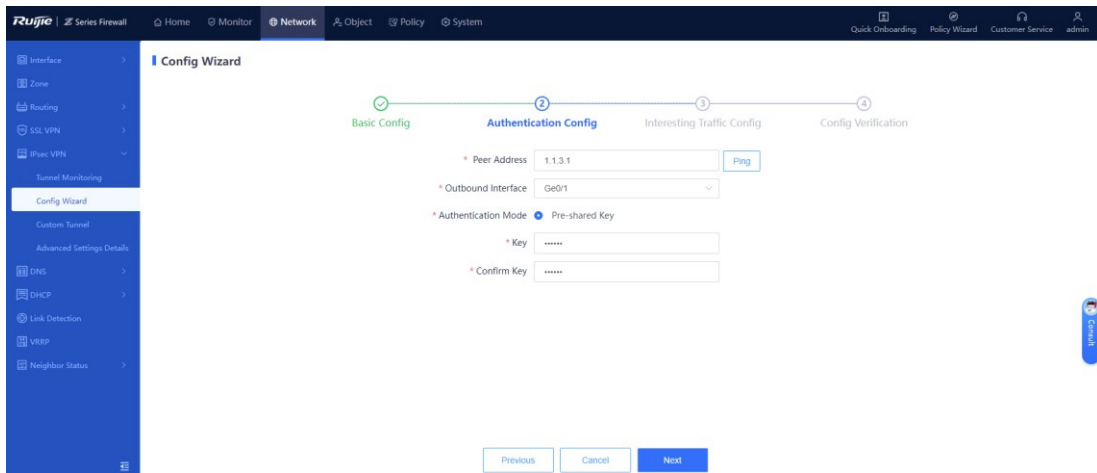 Ruijie | Z Series Firewall
Home Monitor Network Object Policy System
Quick Onboarding Policy Wizard Customer Service admin
Interface
Zone
Routing
SSL VPN
IPsec VPN
Tunnel Monitoring
Config Wizard
Custom Tunnel
Advanced Settings Details
DNS
DHCP
Link Detection
VRRP
Neighbor Status
Config Wizard
2 3 4
Basic Config Authentication Config Interesting Traffic Config Config Verification
* Peer Address 1.1.3.1 Ping
* Outbound Interface Ge0/1
* Authentication Mode Pre-shared Key
* Key ••••••
* Confirm Key ••••••
Consult
Previous Cancel Next